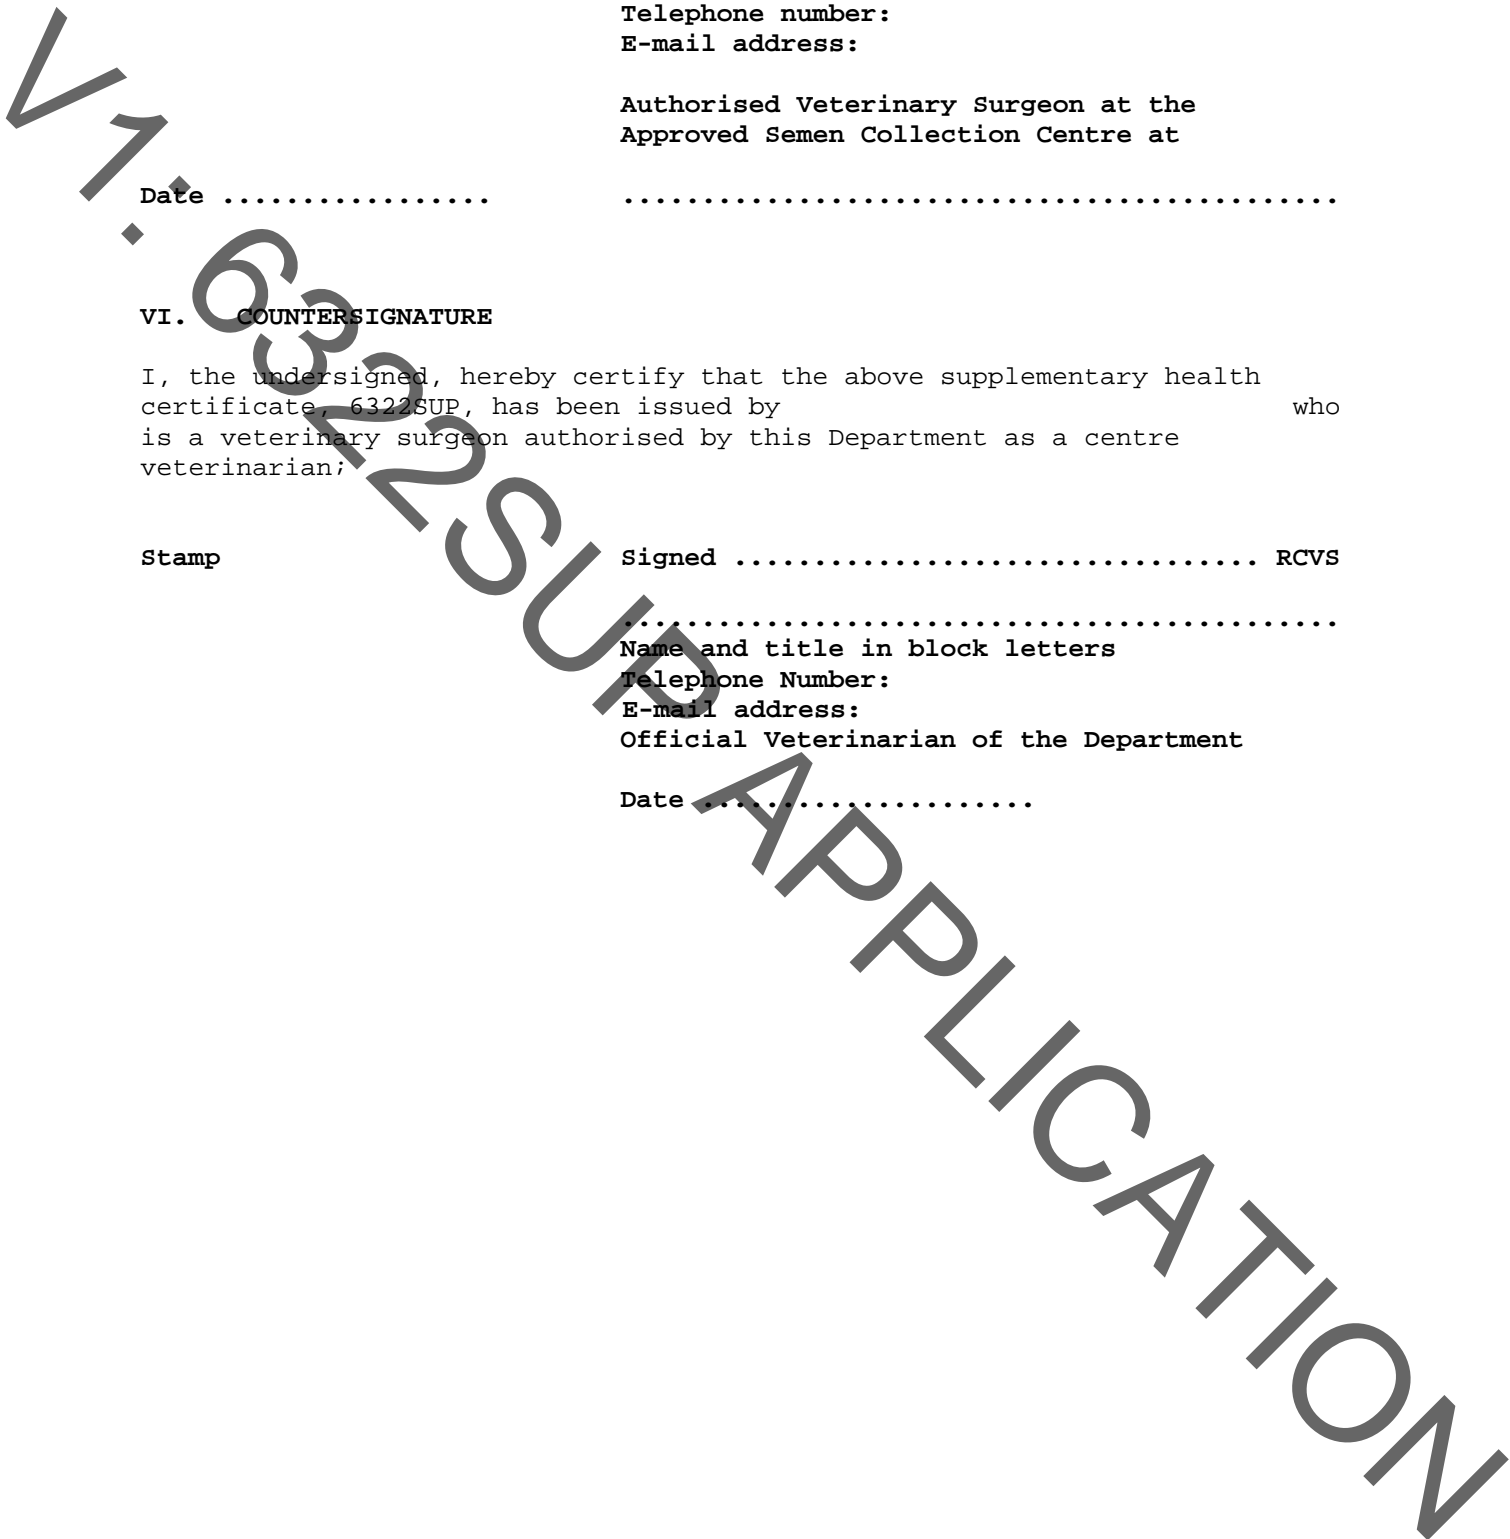 Telephone number:
E-mail address:
Authorised Veterinary Surgeon at the
Approved Semen Collection Centre at
Date ................. .............................................
VI. COUNTERSIGNATURE
I, the undersigned, hereby certify that the above supplementary health
certificate, 6322SUP, has been issued by who
is a veterinary surgeon authorised by this Department as a centre
veterinarian;
Stamp Signed ................................. RCVS
.............................................
Name and title in block letters
Telephone Number:
E-mail address:
Official Veterinarian of the Department
Date .....................
V1: 6322SUP APPLICATION